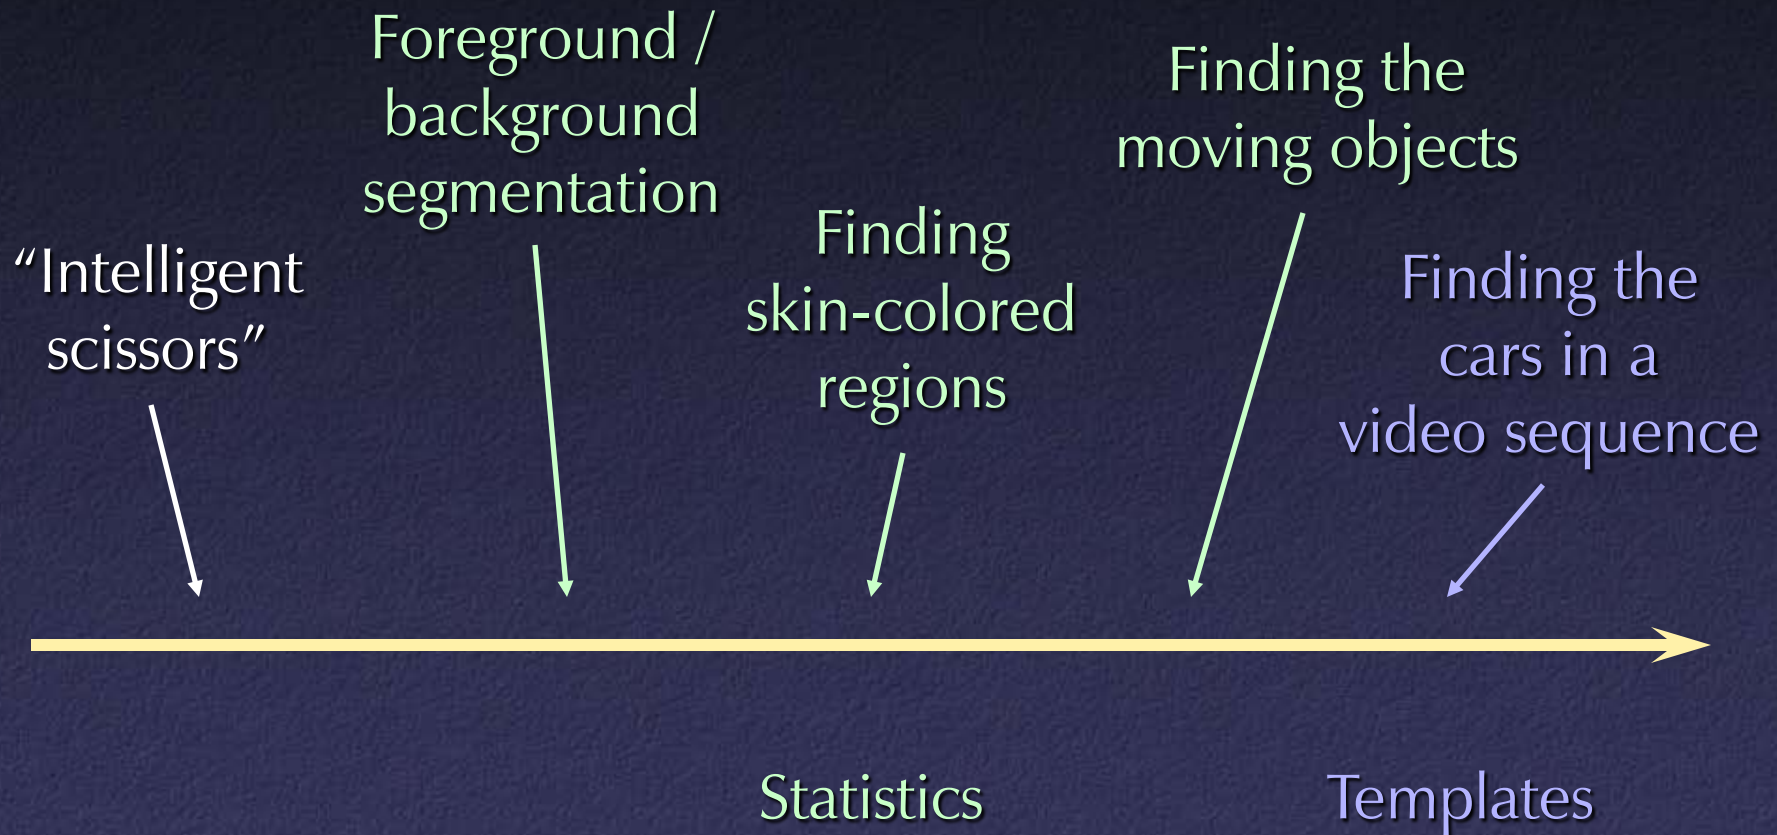 “Intelligent
scissors”
Foreground /
background
segmentation
Finding
skin-colored
regions
Finding the
moving objects
Finding the
cars in a
video sequence
Statistics
Templates